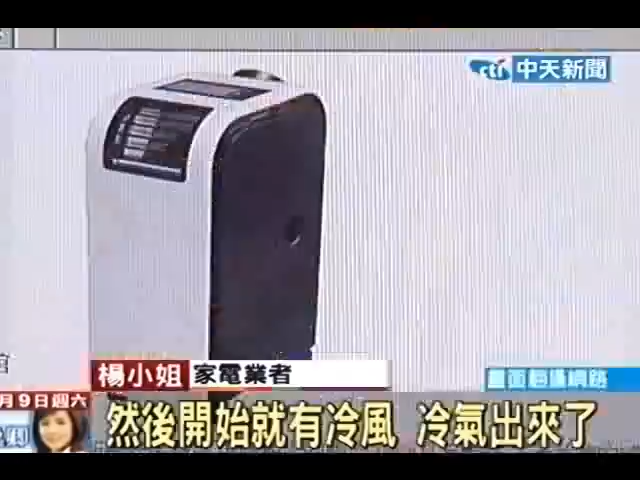 cti 中天新聞
楊小姐 家電業者
畫面翻攝網路
月9日週六
然後開始就有冷風 冷氣出來了